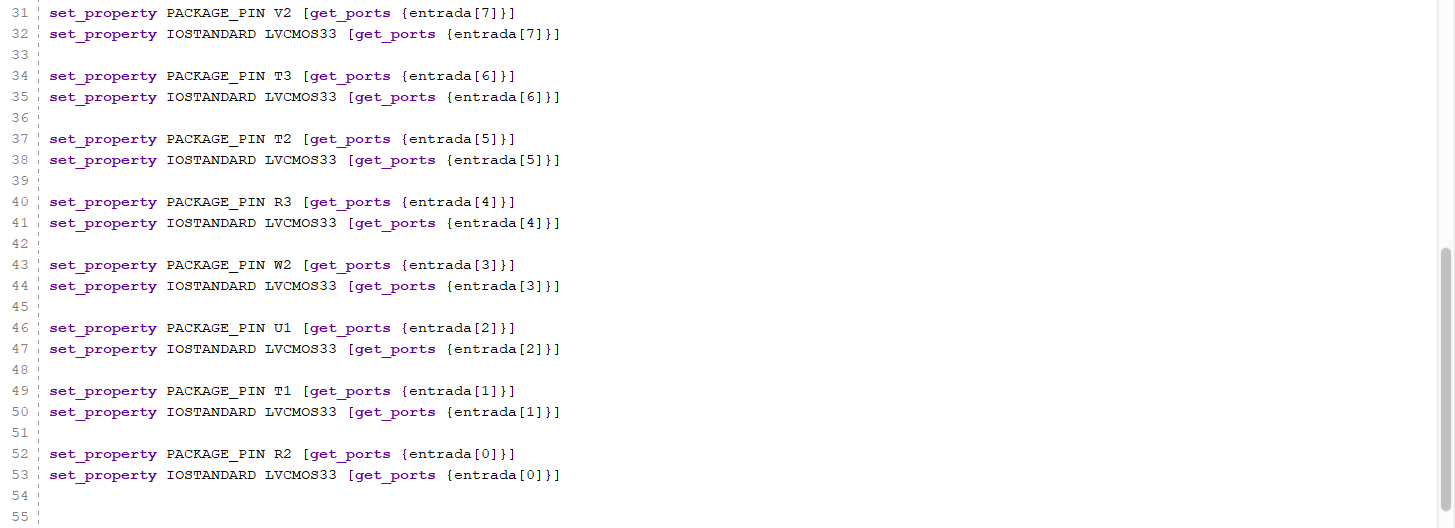 31 set_property PACKAGE_PIN V2 [get_ports {entrada[7]}]
32 set_property IOSTANDARD LVCMOS33 [get_ports {entrada[7]}]
33
34 set_property PACKAGE_PIN T3 [get_ports {entrada[6]}]
35 set_property IOSTANDARD LVCMOS33 [get_ports {entrada[6]}]
36
37 set_property PACKAGE_PIN T2 [get_ports {entrada[5]}]
38 set_property IOSTANDARD LVCMOS33 [get_ports {entrada[5]}]
39
40 set_property PACKAGE_PIN R3 [get_ports {entrada[4]}]
41 set_property IOSTANDARD LVCMOS33 [get_ports {entrada[4]}]
42
43 set_property PACKAGE_PIN W2 [get_ports {entrada[3]}]
44 set_property IOSTANDARD LVCMOS33 [get_ports {entrada[3]}]
45
46 set_property PACKAGE_PIN U1 [get_ports {entrada[2]}]
47 set_property IOSTANDARD LVCMOS33 [get_ports {entrada[2]}]
48
49 set_property PACKAGE_PIN T1 [get_ports {entrada[1]}]
50 set_property IOSTANDARD LVCMOS33 [get_ports {entrada[1]}]
51
52 set_property PACKAGE_PIN R2 [get_ports {entrada[0]}]
53 set_property IOSTANDARD LVCMOS33 [get_ports {entrada[0]}]
54
55